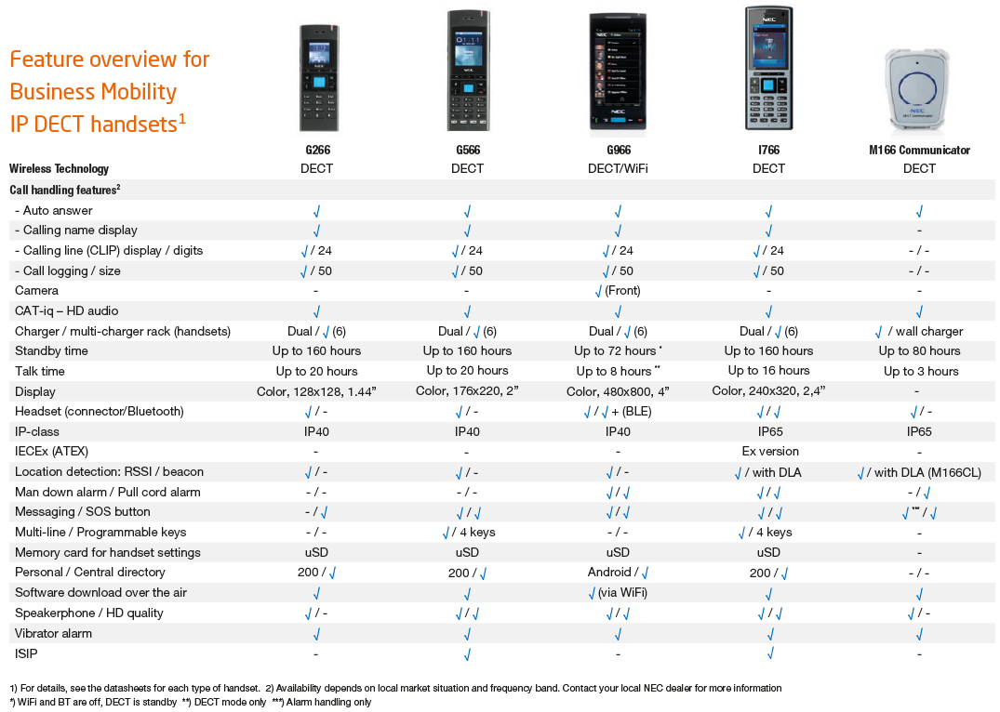 Feature overview for
Business Mobility
IP DECT handsets1
NEC
NEC
NEC
NEC
NEC
DECT Communicator
G266 G566 G966 I766 M166 Communicator
Wireless Technology DECT DECT DECT/WiFi DECT DECT
Call handling features2
- Auto answer √ √ √ √ √
- Calling name display √ √ √ √ -
- Calling line (CLIP) display / digits √ / 24 √ / 24 √ / 24 √ / 24 - / -
- Call logging / size √ / 50 √ / 50 √ / 50 √ / 50 - / -
Camera - - √ (Front) - -
CAT-iq – HD audio √ √ √ √ √
Charger / multi-charger rack (handsets) Dual / √ (6) Dual / √ (6) Dual / √ (6) Dual / √ (6) √ / wall charger
Standby time Up to 160 hours Up to 160 hours Up to 72 hours * Up to 160 hours Up to 80 hours
Talk time Up to 20 hours Up to 20 hours Up to 8 hours ** Up to 16 hours Up to 3 hours
Display Color, 128x128, 1.44” Color, 176x220, 2” Color, 480x800, 4” Color, 240x320, 2,4” -
Headset (connector/Bluetooth) √ / - √ / - √ / √ + (BLE) √ / √ √ / -
IP-class IP40 IP40 IP40 IP65 IP65
IECEx (ATEX) - - - Ex version -
Location detection: RSSI / beacon √ / - √ / - √ / - √ / with DLA √ / with DLA (M166CL)
Man down alarm / Pull cord alarm - / - - / - √ / √ √ / √ - / √
Messaging / SOS button - / √ √ / √ √ / √ √ / √ √ *** / √
Multi-line / Programmable keys - / - √ / 4 keys - / - √ / 4 keys -
Memory card for handset settings uSD uSD uSD uSD -
Personal / Central directory 200 / √ 200 / √ Android / √ 200 / √ - / -
Software download over the air √ √ √ (via WiFi) √ √
Speakerphone / HD quality √ / - √ / √ √ / √ √ / √ √ / -
Vibrator alarm √ √ √ √ √
ISIP - √ - √
1) For details, see the datasheets for each type of handset. 2) Availability depends on local market situation and frequency band. Contact your local NEC dealer for more information
*) WiFi and BT are off, DECT is standby **) DECT mode only ***) Alarm handling only